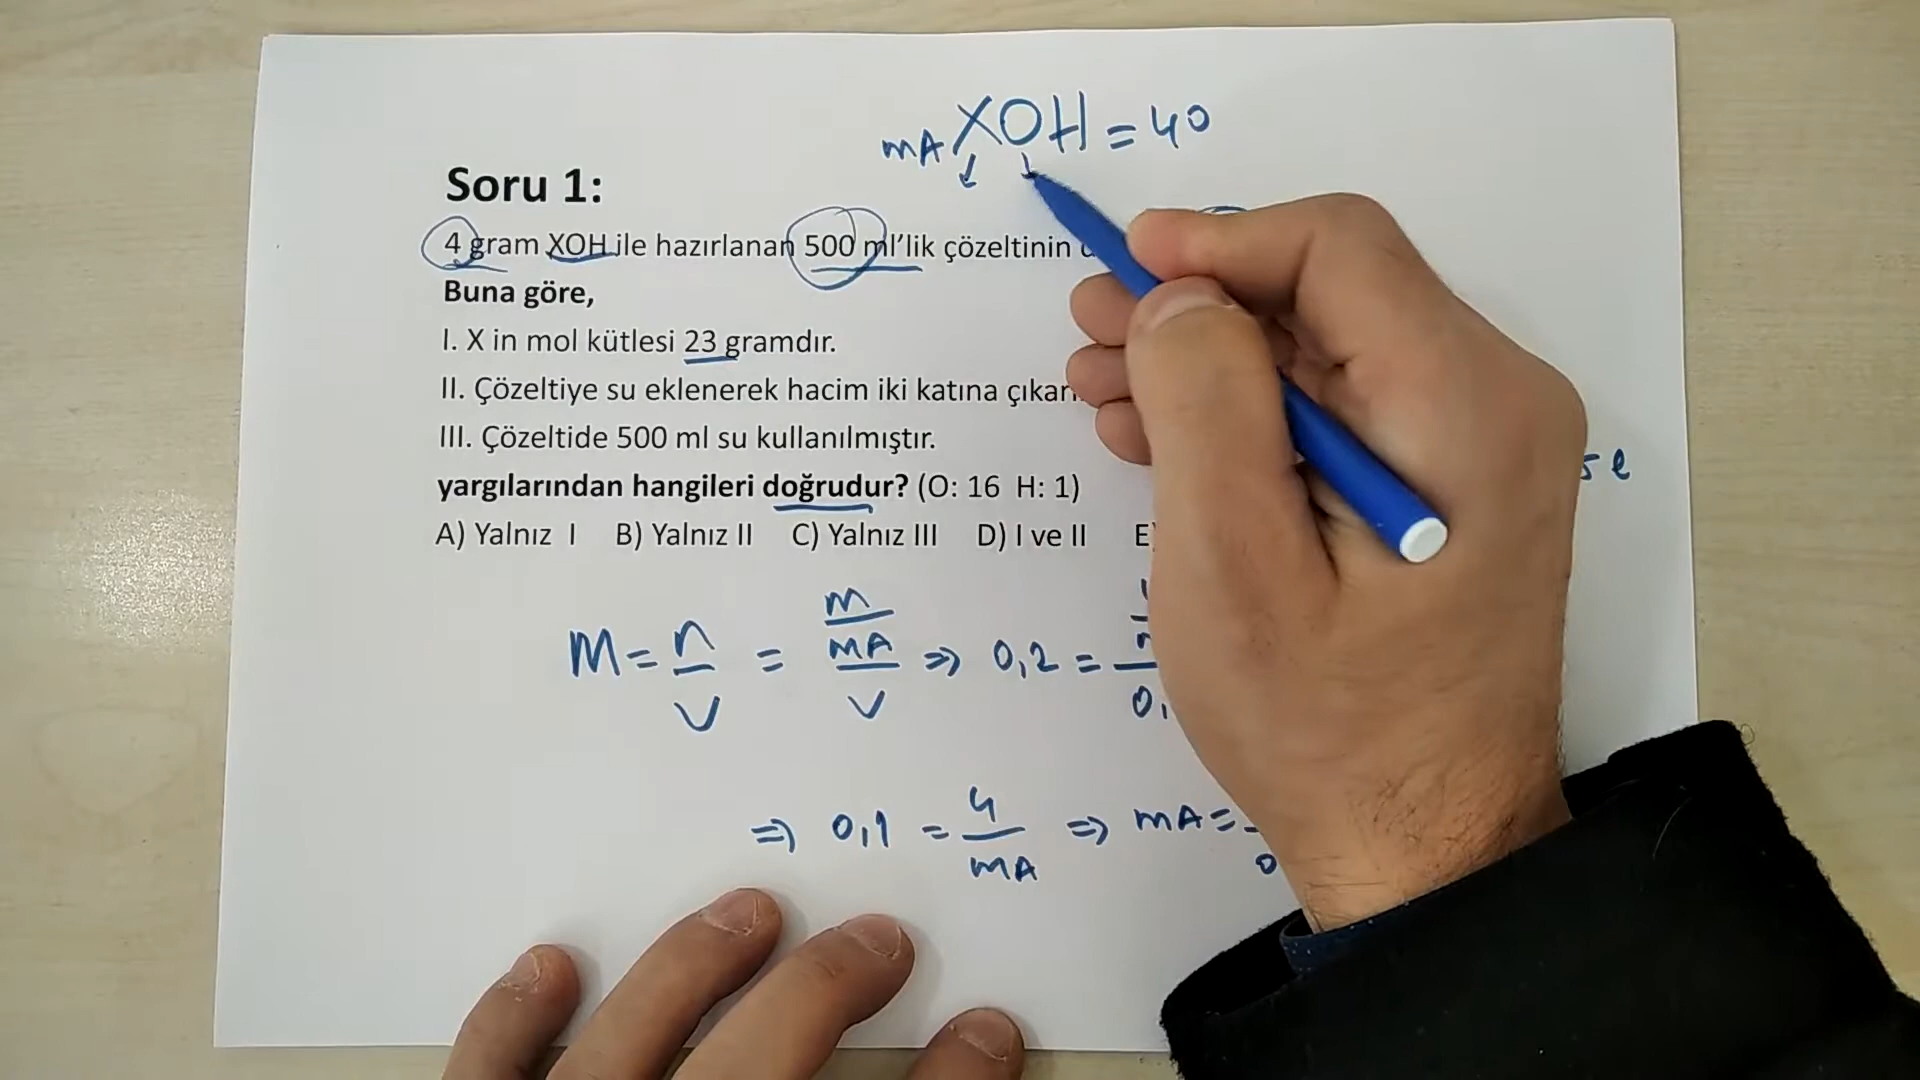 mA XOH = 40
Soru 1:
4 gram XOH ile hazırlanan 500 ml'lik çözeltinin
Buna göre,
I. X in mol kütlesi 23 gramdır.
II. Çözeltiye su eklenerek hacim iki katına
III. Çözeltide 500 ml su kullanılmıştır.
yargılarından hangileri doğrudur? (O: 16 H: 1)
A) Yalnız I B) Yalnız II C) Yalnız III D) I ve II E)
M = n/V = m/MA/V ⇒ 0,2 =
⇒ 0,1 = 4/MA ⇒ MA =